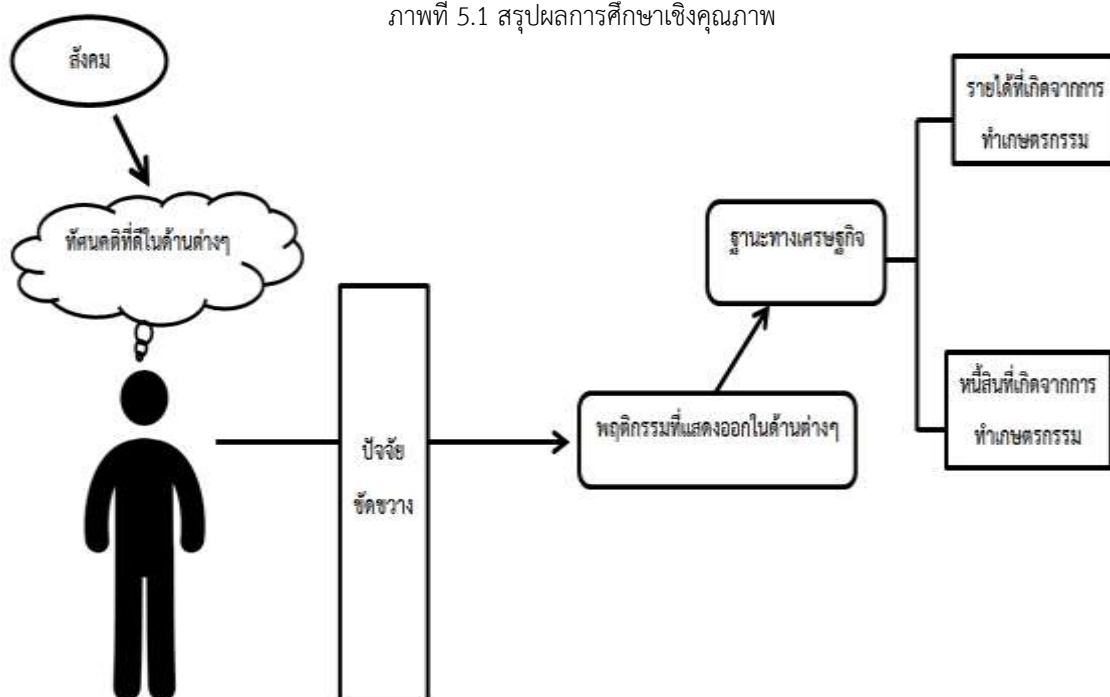 ภาพที่ 5.1 สรุปผลการศึกษาเชิงคุณภาพ
สังคม
ทัศนคติที่ดีในด้านต่างๆ
ปัจจัย
ขัดขวาง
พฤติกรรมที่แสดงออกในด้านต่างๆ
ฐานะทางเศรษฐกิจ
รายได้ที่เกิดจากการ
ทำเกษตรกรรม
หนี้สินที่เกิดจากการ
ทำเกษตรกรรม